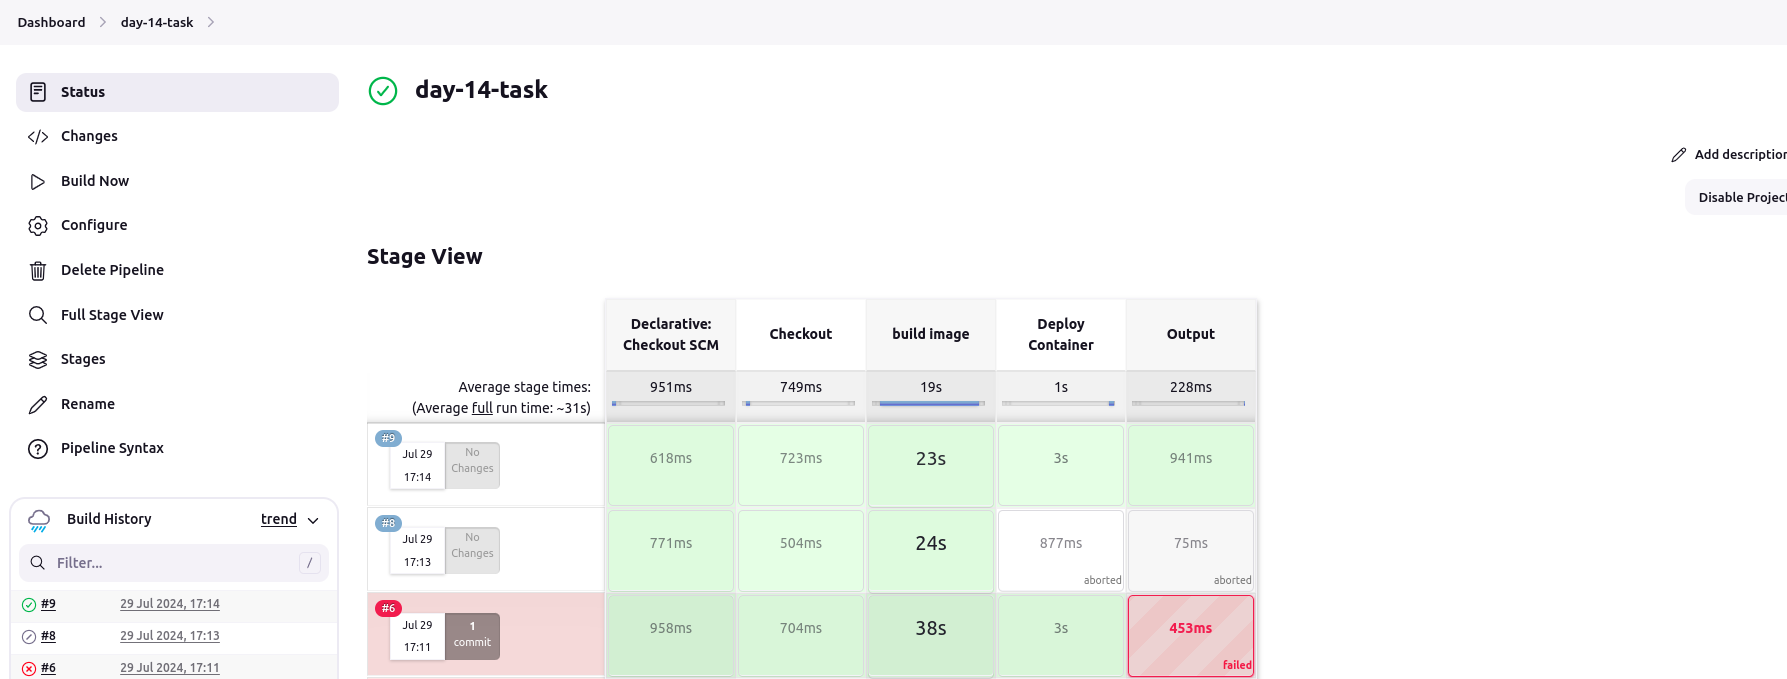 Dashboard
day-14-task
Status
Changes
Build Now
Configure
Delete Pipeline
Full Stage View
Stages
Rename
Pipeline Syntax
Build History
trend
Filter...
/
#9
29 Jul 2024, 17:14
#8
29 Jul 2024, 17:13
#6
29 Jul 2024, 17:11
day-14-task
Add description
Disable Project
Stage View
Declarative:
Checkout SCM
Checkout
build image
Deploy
Container
Output
Average stage times:
(Average full run time: ~31s)
951ms
749ms
19s
1s
228ms
#9
Jul 29
17:14
No
Changes
618ms
723ms
23s
3s
941ms
#8
Jul 29
17:13
No
Changes
771ms
504ms
24s
877ms
aborted
75ms
aborted
#6
Jul 29
17:11
1
commit
958ms
704ms
38s
3s
453ms
failed